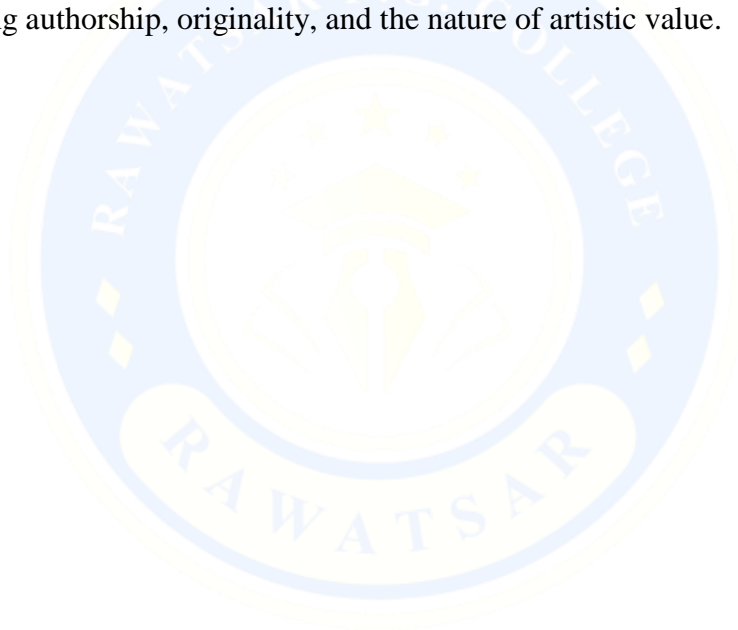 g authorship, originality, and the nature of artistic value.
RAWATSAR P.G. COLLEGE
RAWATSAR